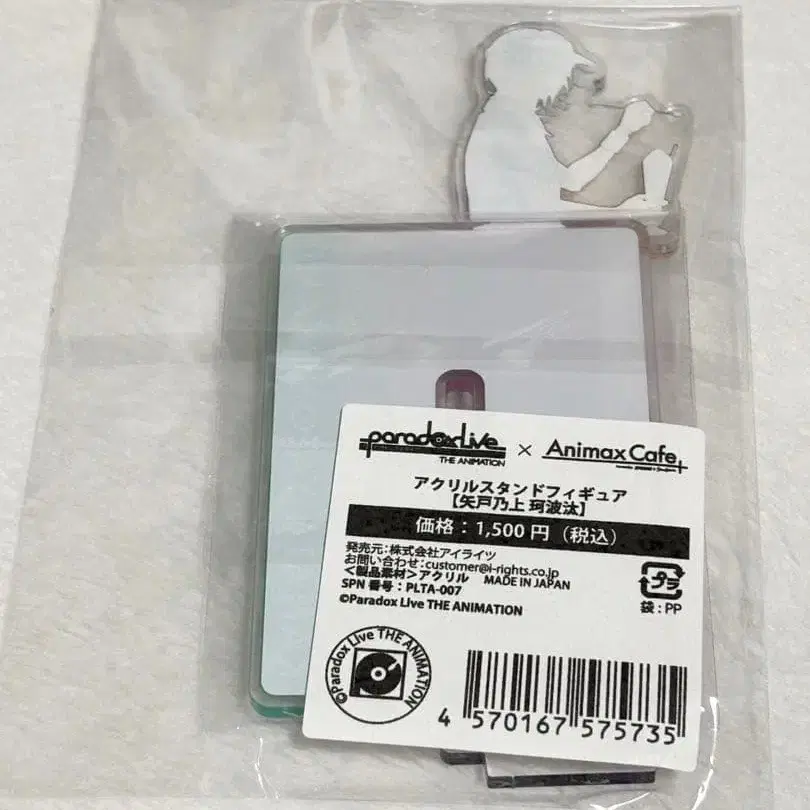 paradoxLive × Animax Cafe+
THE ANIMATION
アクリルスタンドフィギュア
【矢戸乃上 珂波汰】
価格：1,500円（税込）
発売元：株式会社アイライツ
お問い合わせ：customer@i-rights.co.jp
＜製品素材＞アクリル MADE IN JAPAN
SPN 番号：PLTA-007
©Paradox Live THE ANIMATION
プラ
袋：PP
©Paradox Live THE ANIMATION
4 570167 575735